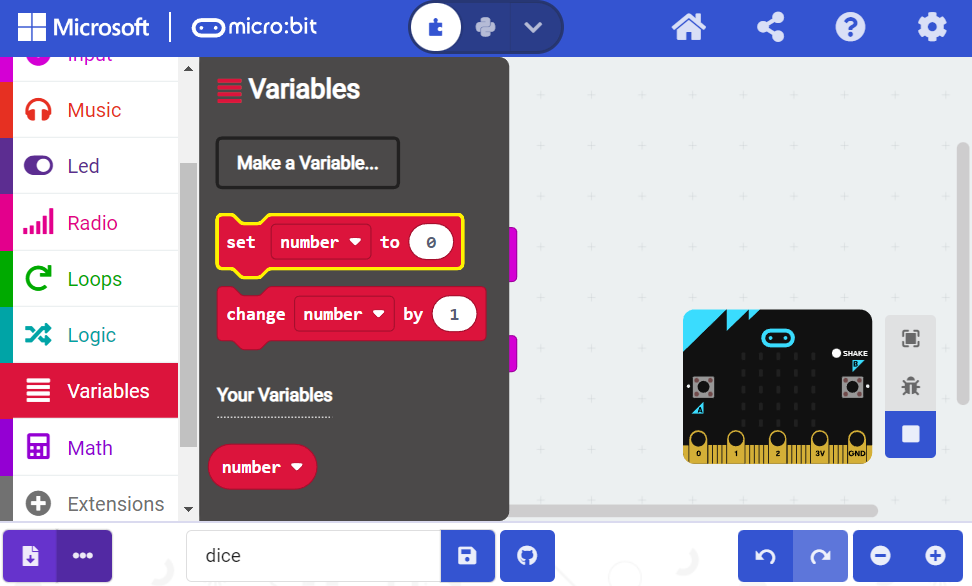 Microsoft
micro:bit
Input
Music
Led
Radio
Loops
Logic
Variables
Math
Extensions
Variables
Make a Variable...
set number to 0
change number by 1
Your Variables
number
SHAKE
B
A
0 1 2 3V GND
dice